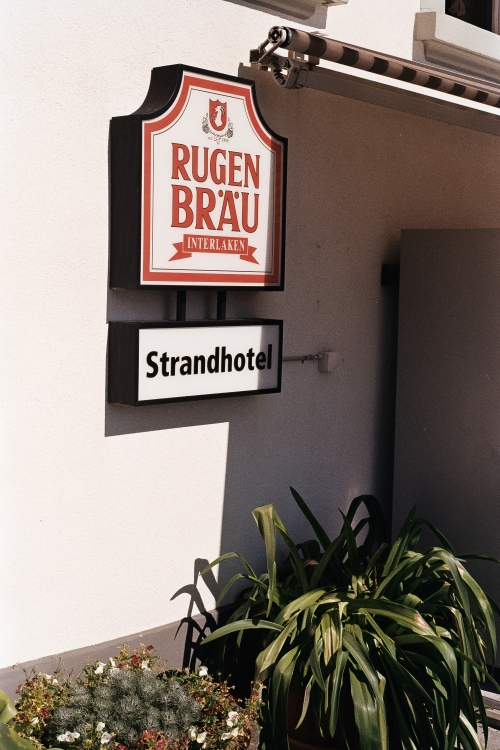 RUGEN
BRÄU
INTERLAKEN
Strandhotel